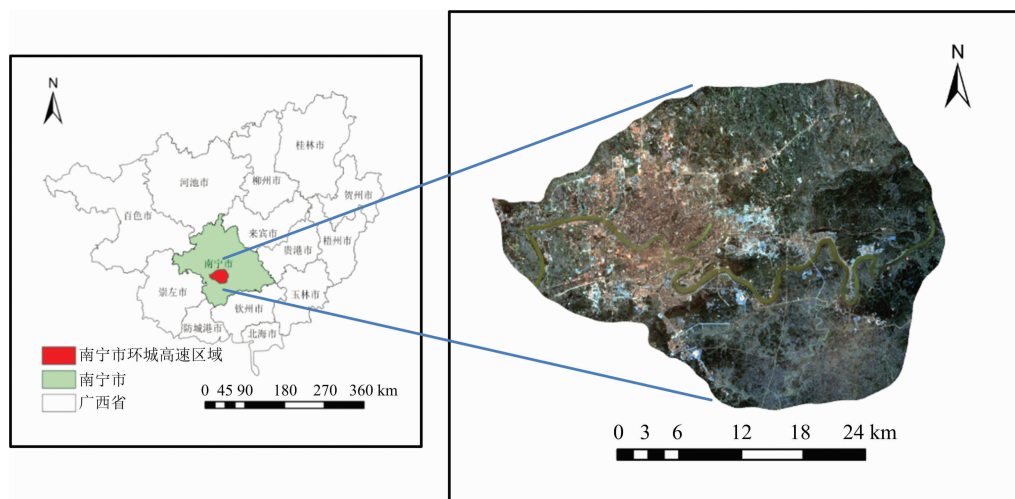 N
桂林市
河池市
柳州市
贺州市
百色市
来宾市
梧州市
贵港市
南宁市
崇左市
玉林市
钦州市
防城港市
北海市
南宁市环城高速区域
南宁市
广西省
0 45 90 180 270 360 km
N
0 3 6 12 18 24 km